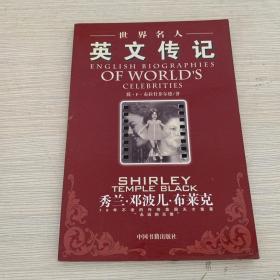 世界名人
英文传记
ENGLISH BIOGRAPHIES
OF WORLD'S
CELEBRITIES
SHIRLEY
TEMPLE BLACK
秀兰·邓波儿·布莱克
中国书籍出版社